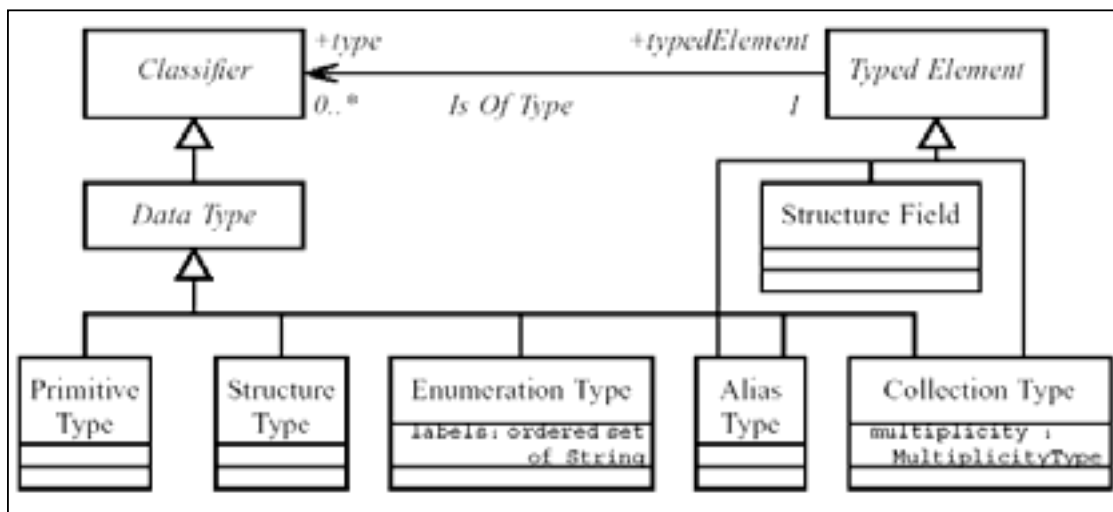 +type
+typedElement
Classifier
Typed Element
0..*
Is Of Type
1
Data Type
Structure Field
Primitive
Type
Structure
Type
Enumeration Type
labels: ordered set
of String
Alias
Type
Collection Type
multiplicity :
MultiplicityType